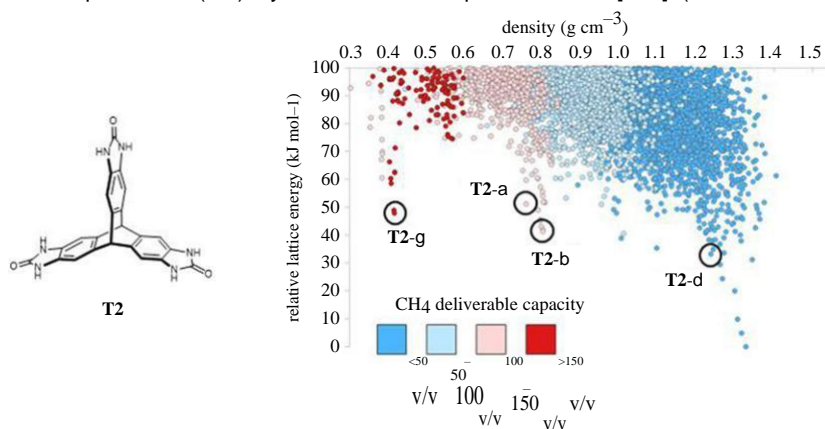 density (g cm⁻³)
0.3 0.4 0.5 0.6 0.7 0.8 0.9 1.0 1.1 1.2 1.3 1.4 1.5
100
90
80
70
60
50
40
30
20
10
0
relative lattice energy (kJ mol–1)
T2-a
T2-g
T2-b
T2-d
CH4 deliverable capacity
<50 50– 100 >150
v/v 100 v/v 150– v/v v/v
O
HN NH
H
N
O
N
H
NH
O
N
H
T2